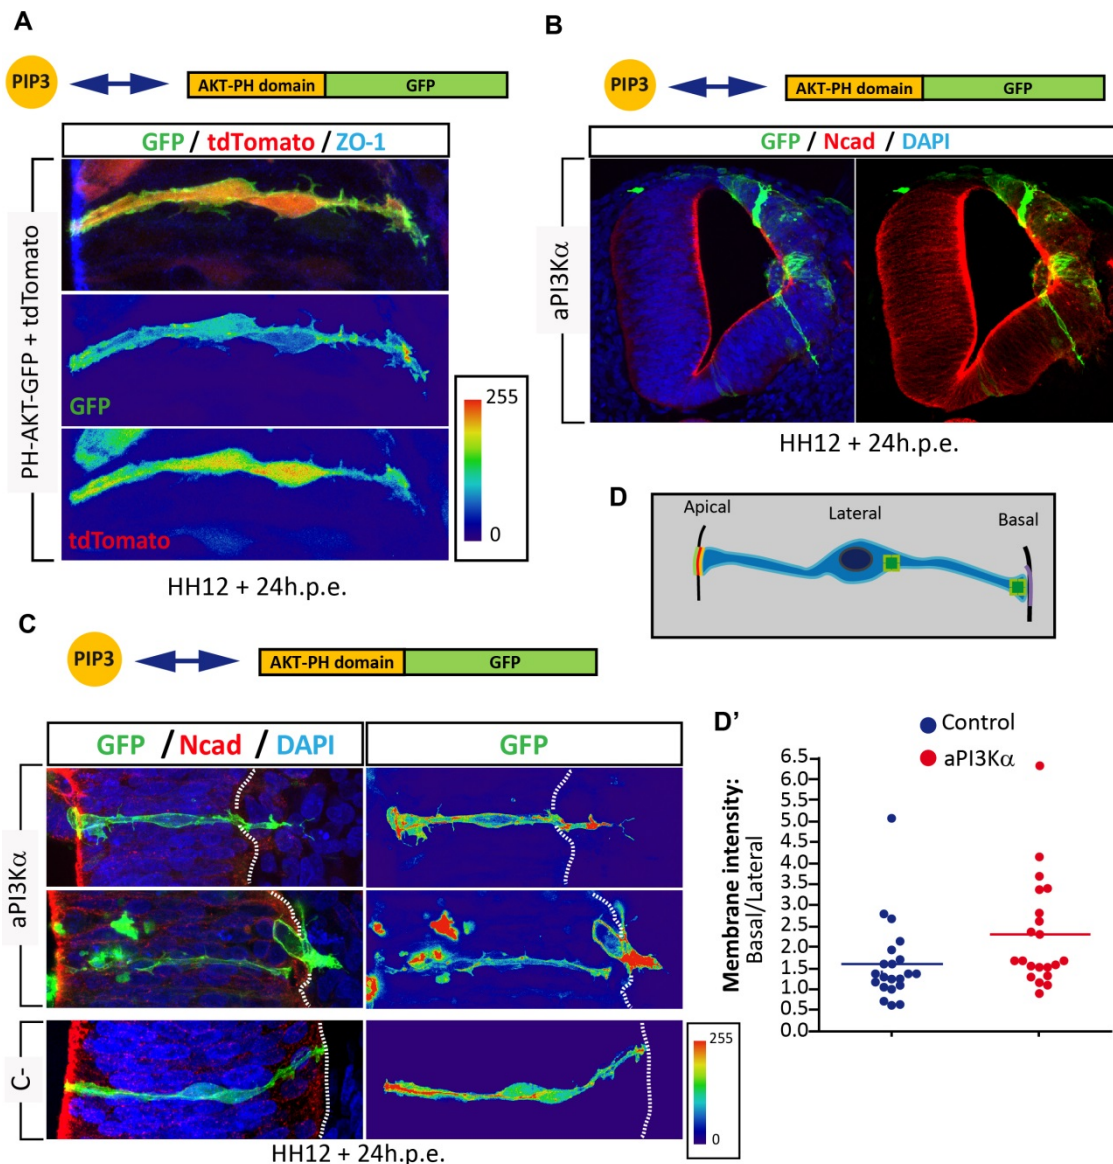 A
PIP3
AKT-PH domain
GFP
GFP / tdTomato / ZO-1
PH-AKT-GFP + tdTomato
GFP
tdTomato
255
0
HH12 + 24h.p.e.
B
PIP3
AKT-PH domain
GFP
GFP / Ncad / DAPI
aPI3Kα
HH12 + 24h.p.e.
C
PIP3
AKT-PH domain
GFP
GFP / Ncad / DAPI
GFP
aPI3Kα
C-
255
0
HH12 + 24h.p.e.
D
Apical
Lateral
Basal
D’
Control
aPI3Kα
Membrane intensity:
Basal/Lateral
6.5
5.5
5.0
4.5
4.0
3.5
3.0
2.5
2.0
1.5
1.0
0.5
0.0